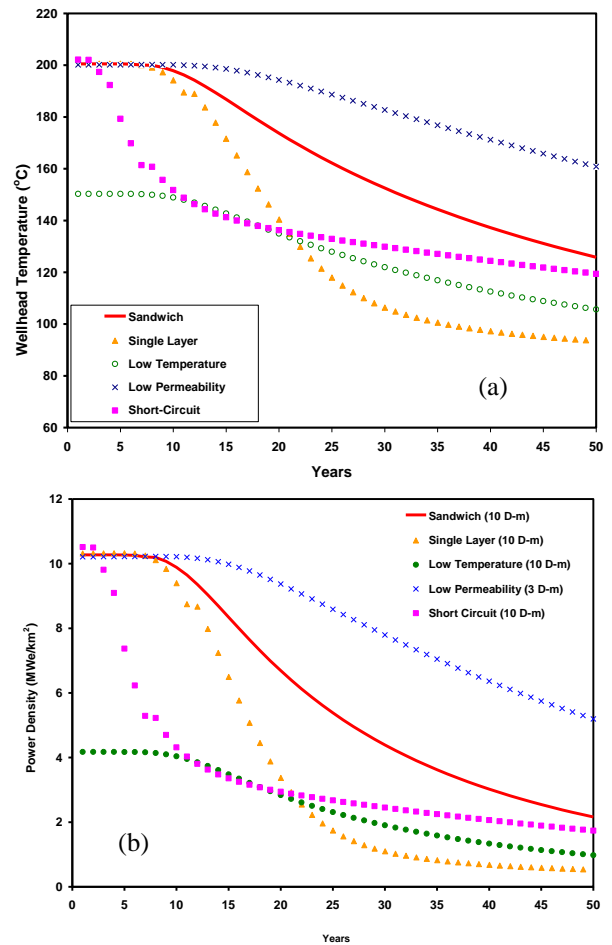 (a)
220
200
180
160
140
120
100
80
60
Wellhead Temperature (°C)
Sandwich
Single Layer
Low Temperature
Low Permeability
Short-Circuit
0 5 10 15 20 25 30 35 40 45 50
Years
12
10
8
6
4
2
0
Power Density (MWe/km²)
Sandwich (10 D-m)
Single Layer (10 D-m)
Low Temperature (10 D-m)
Low Permeability (3 D-m)
Short Circuit (10 D-m)
(b)
0 5 10 15 20 25 30 35 40 45 50
Years